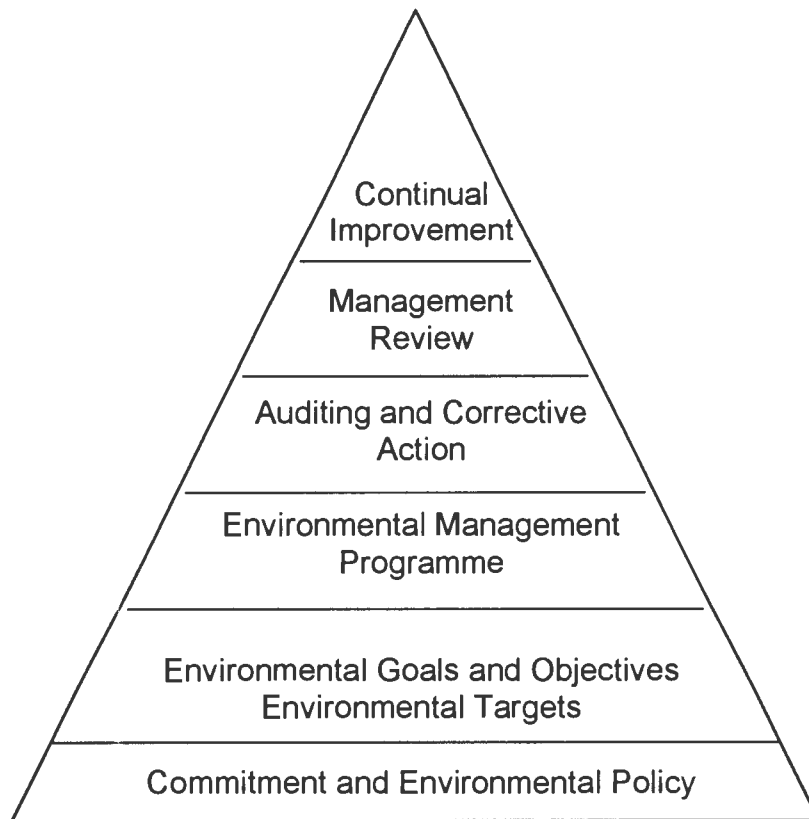 Continual
Improvement
Management
Review
Auditing and Corrective
Action
Environmental Management
Programme
Environmental Goals and Objectives
Environmental Targets
Commitment and Environmental Policy